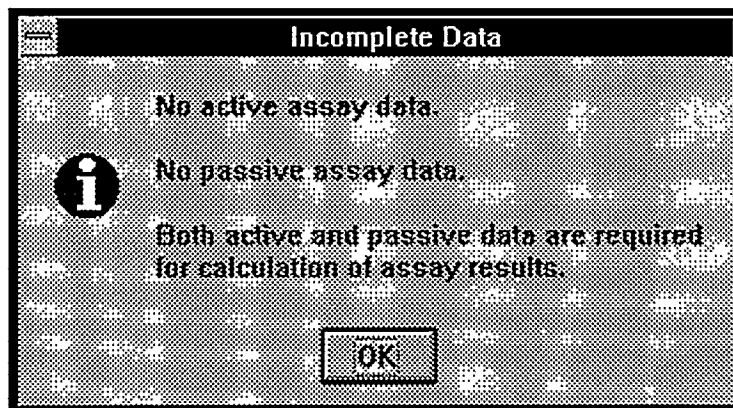 Incomplete Data
No active assay data.
No passive assay data.
Both active and passive data are required
for calculation of assay results.
OK